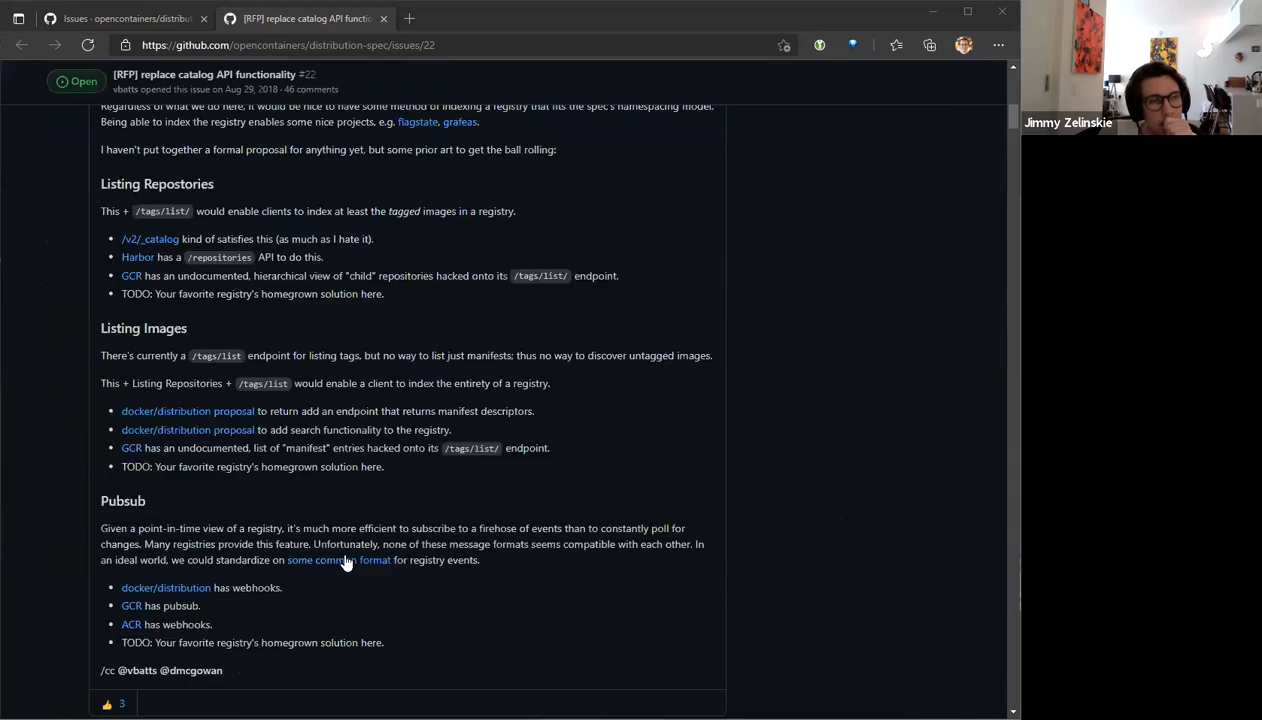 Issues · opencontainers/distribut
[RFP] replace catalog API functio
https://github.com/opencontainers/distribution-spec/issues/22
Open
[RFP] replace catalog API functionality #22
vbatts opened this issue on Aug 29, 2018 · 46 comments
Jimmy Zelinskie
Regardless of what we do here, it would be nice to have some method of indexing a registry that fits the spec's namespacing model.
Being able to index the registry enables some nice projects, e.g. flagstate, grafeas.
I haven't put together a formal proposal for anything yet, but some prior art to get the ball rolling:
Listing Repostories
This + /tags/list/ would enable clients to index at least the tagged images in a registry.
• /v2/_catalog kind of satisfies this (as much as I hate it).
• Harbor has a /repositories API to do this.
• GCR has an undocumented, hierarchical view of "child" repositories hacked onto its /tags/list/ endpoint.
• TODO: Your favorite registry's homegrown solution here.
Listing Images
There's currently a /tags/list endpoint for listing tags, but no way to list just manifests; thus no way to discover untagged images.
This + Listing Repositories + /tags/list would enable a client to index the entirety of a registry.
• docker/distribution proposal to return add an endpoint that returns manifest descriptors.
• docker/distribution proposal to add search functionality to the registry.
• GCR has an undocumented, list of "manifest" entries hacked onto its /tags/list/ endpoint.
• TODO: Your favorite registry's homegrown solution here.
Pubsub
Given a point-in-time view of a registry, it's much more efficient to subscribe to a firehose of events than to constantly poll for
changes. Many registries provide this feature. Unfortunately, none of these message formats seems compatible with each other. In
an ideal world, we could standardize on some common format for registry events.
• docker/distribution has webhooks.
• GCR has pubsub.
• ACR has webhooks.
• TODO: Your favorite registry's homegrown solution here.
/cc @vbatts @dmcgowan
👍 3